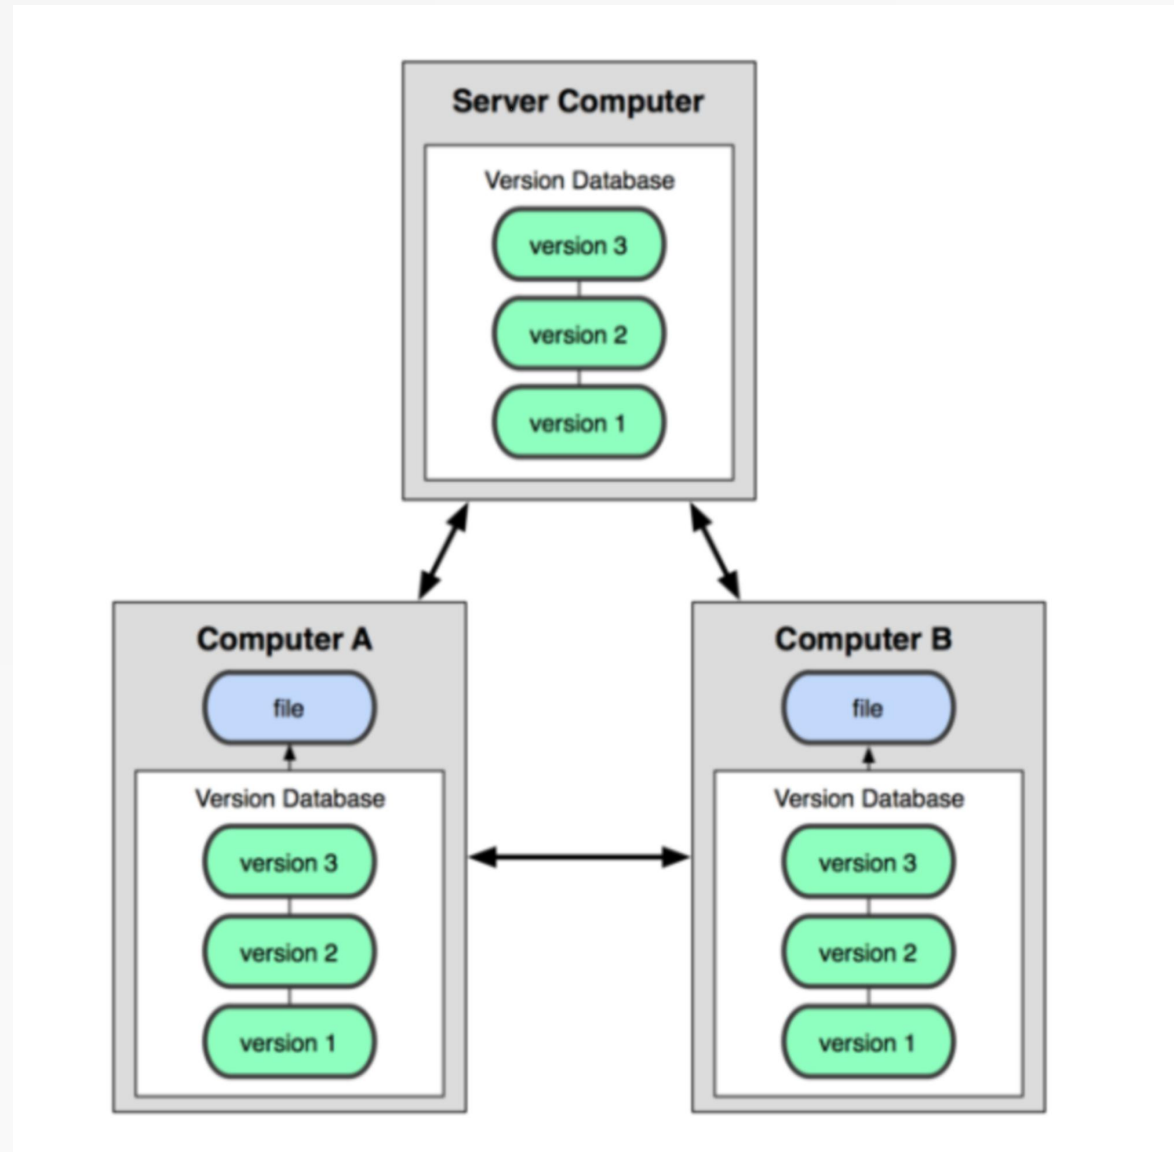 Server Computer
Version Database
version 3
version 2
version 1
Computer A
file
Version Database
version 3
version 2
version 1
Computer B
file
Version Database
version 3
version 2
version 1